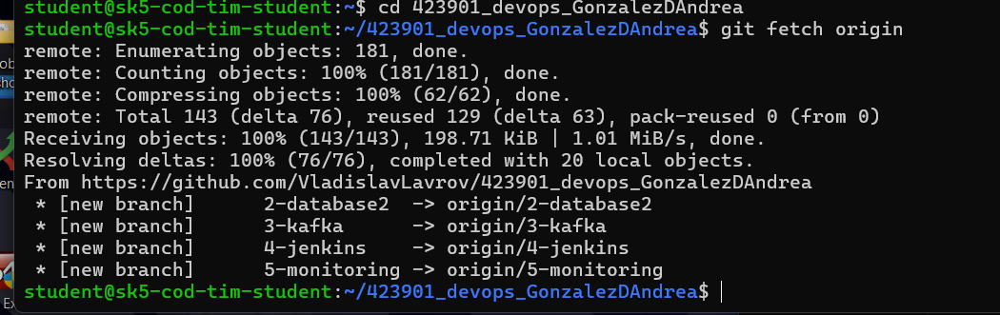 student@sk5-cod-tim-student:~$ cd 423901_devops_GonzalezDAndrea
student@sk5-cod-tim-student:~/423901_devops_GonzalezDAndrea$ git fetch origin
remote: Enumerating objects: 181, done.
remote: Counting objects: 100% (181/181), done.
remote: Compressing objects: 100% (62/62), done.
remote: Total 143 (delta 76), reused 129 (delta 63), pack-reused 0 (from 0)
Receiving objects: 100% (143/143), 198.71 KiB | 1.01 MiB/s, done.
Resolving deltas: 100% (76/76), completed with 20 local objects.
From https://github.com/VladislavLavrov/423901_devops_GonzalezDAndrea
 * [new branch]      2-database2  -> origin/2-database2
 * [new branch]      3-kafka      -> origin/3-kafka
 * [new branch]      4-jenkins    -> origin/4-jenkins
 * [new branch]      5-monitoring -> origin/5-monitoring
student@sk5-cod-tim-student:~/423901_devops_GonzalezDAndrea$